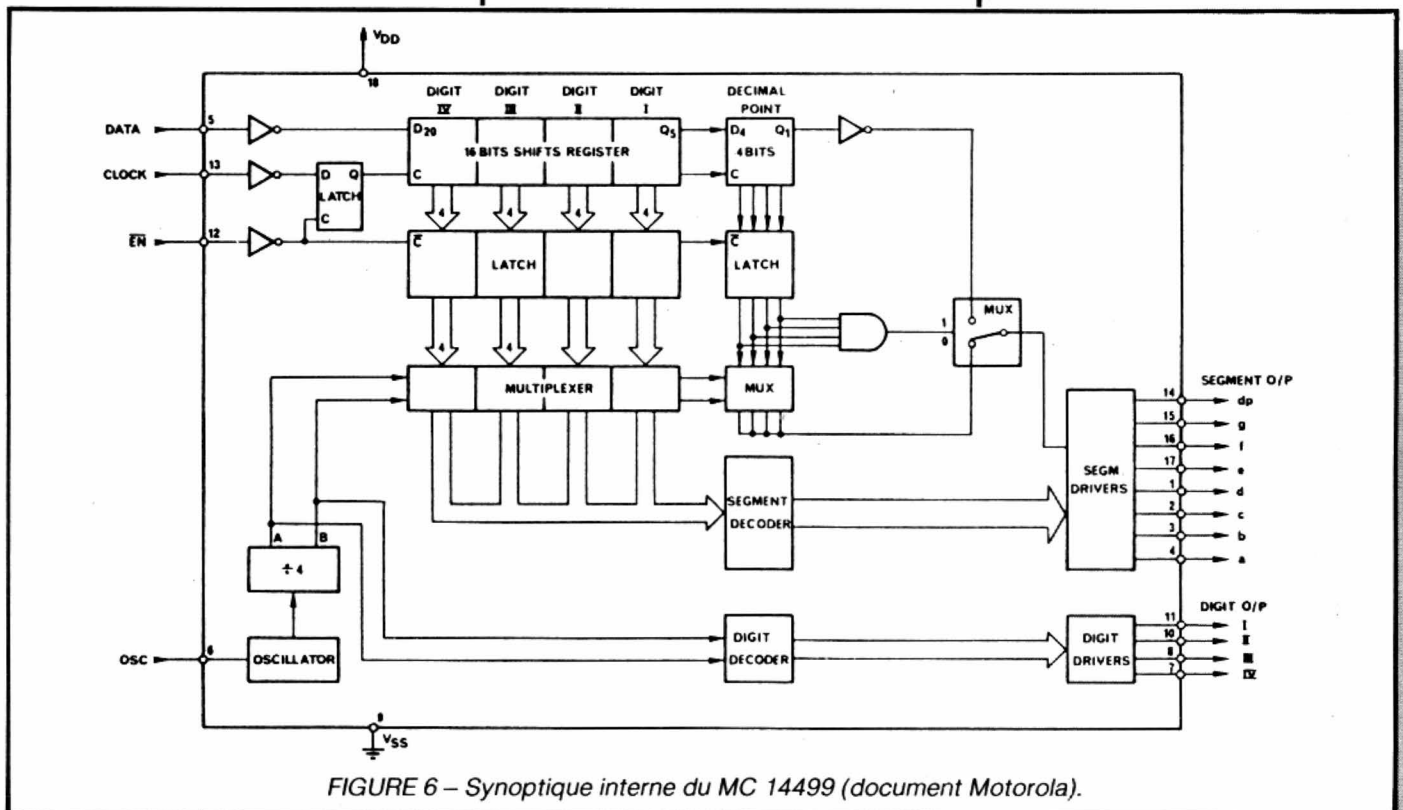 VDD
18
DIGIT IV DIGIT III DIGIT II DIGIT I DECIMAL POINT
DATA 5 D20 Q5 D4 Q1
16 BITS SHIFTS REGISTER 4 BITS
CLOCK 13 D Q C C
LATCH
C
4 4 4 4
EN 12 C C
LATCH LATCH
MUX
1
0
4 4 4 4
MULTIPLEXER MUX
SEGMENT O/P
14 dp
15 g
16 f
17 e
1 d
2 c
3 b
4 a
SEGM DRIVERS
SEGMENT DECODER
A B
÷ 4
DIGIT O/P
11 I
10 II
8 III
7 IV
DIGIT DECODER DIGIT DRIVERS
OSC 6 OSCILLATOR
9
VSS
FIGURE 6 – Synoptique interne du MC 14499 (document Motorola).